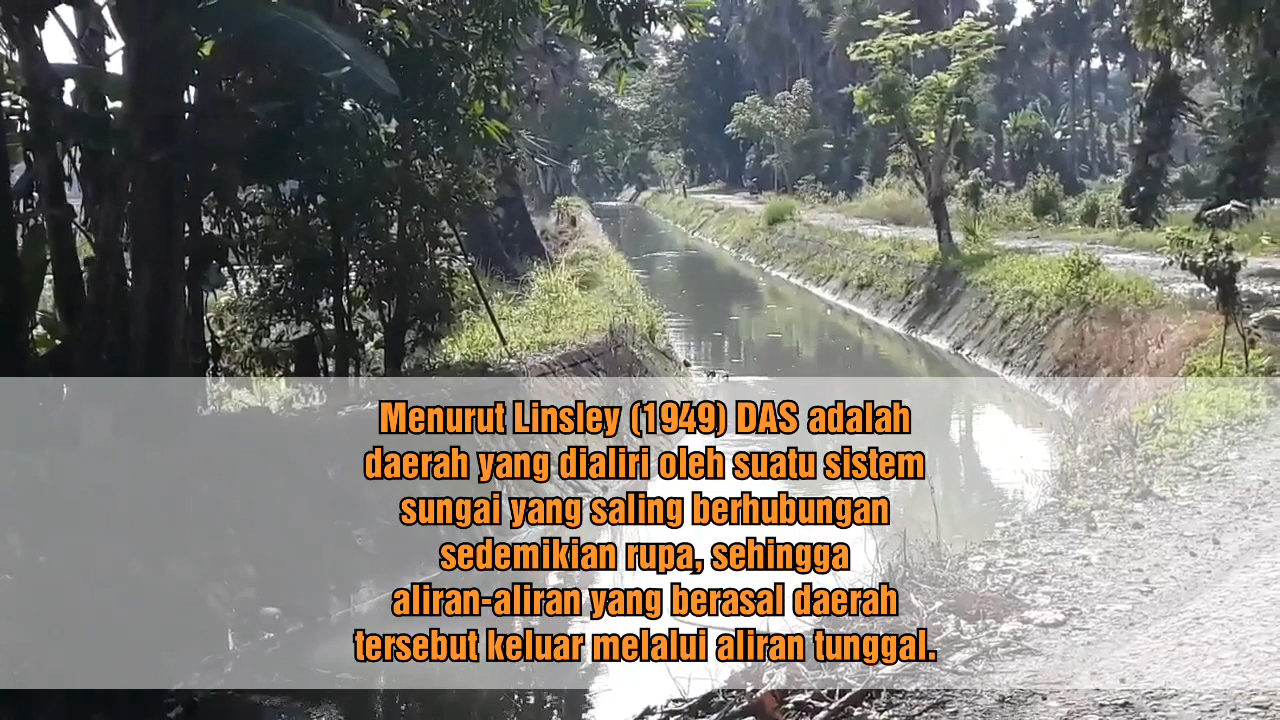 Menurut Linsley (1949) DAS adalah
daerah yang dialiri oleh suatu sistem
sungai yang saling berhubungan
sedemikian rupa, sehingga
aliran-aliran yang berasal daerah
tersebut keluar melalui aliran tunggal.